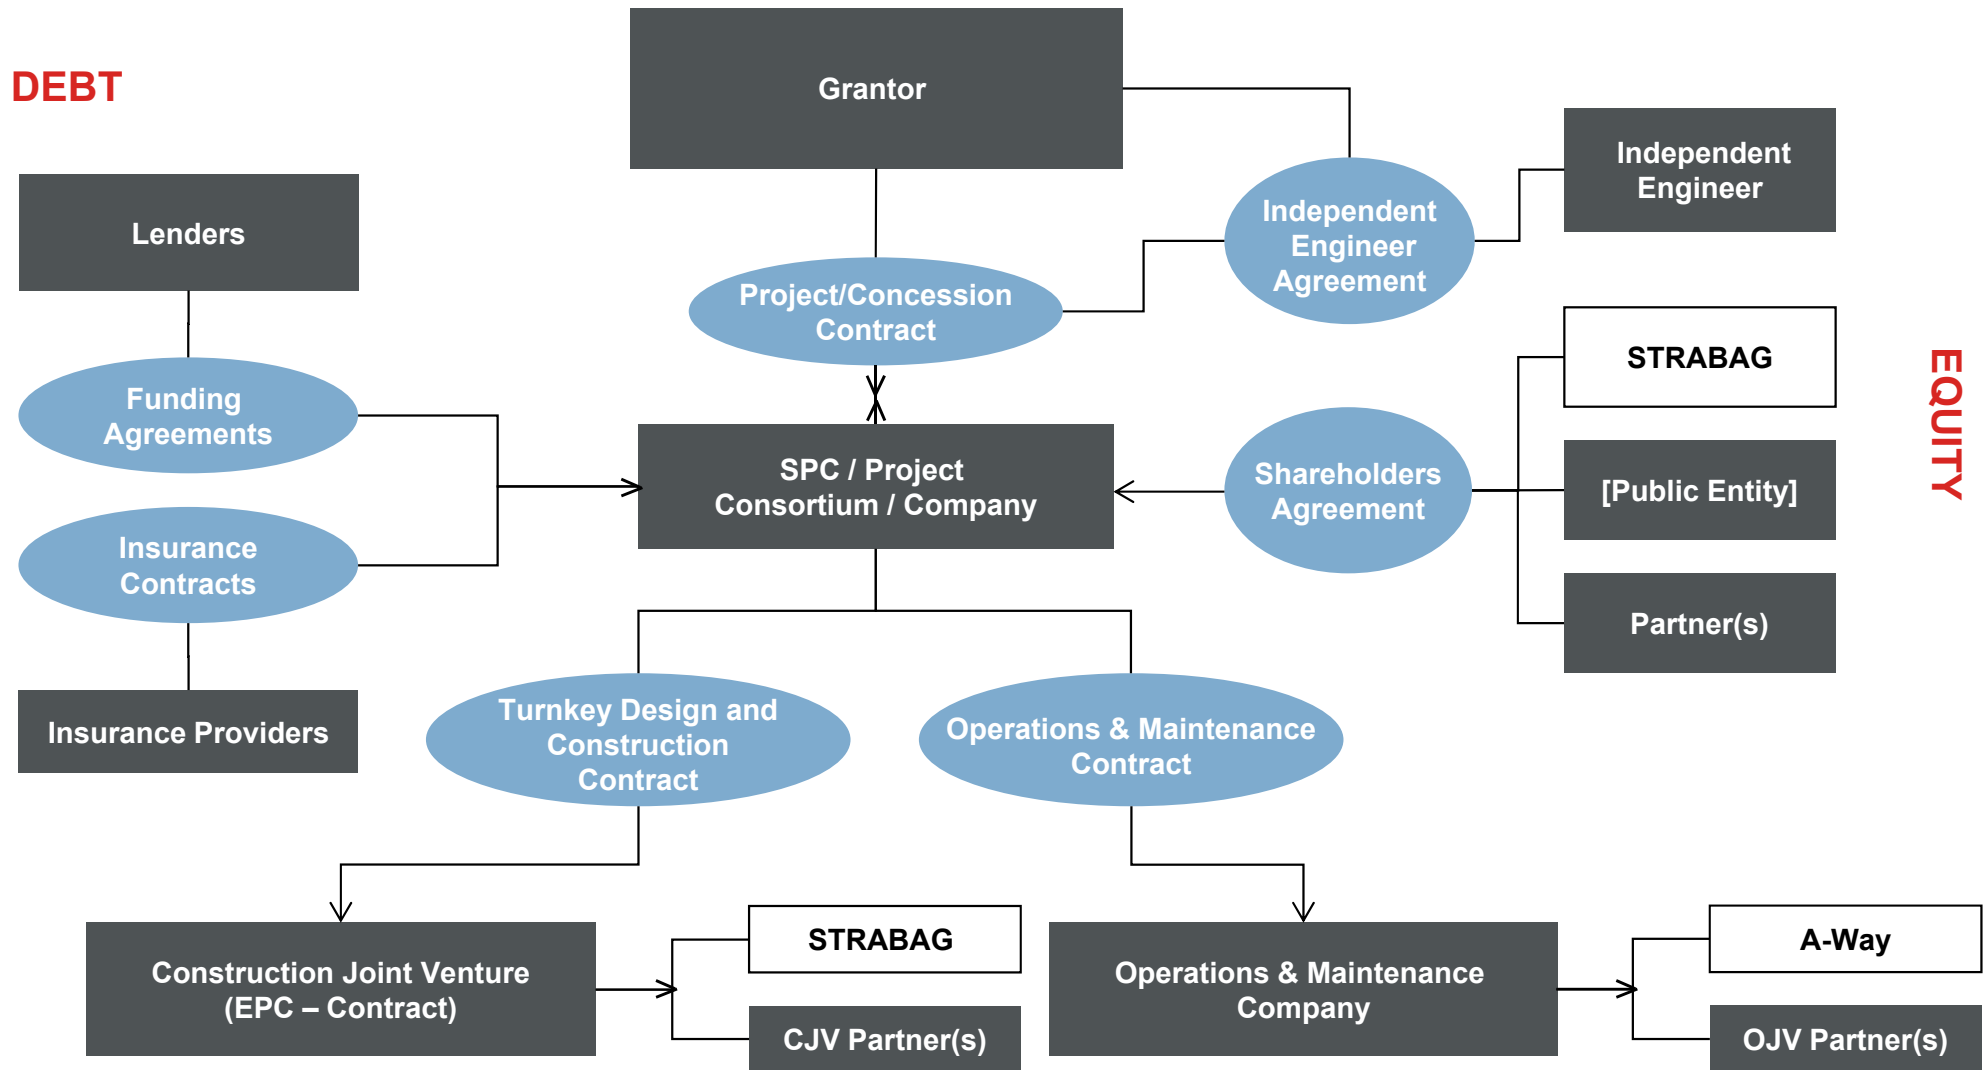 DEBT
Grantor
Independent
Engineer
Lenders
Independent
Engineer
Agreement
Project/Concession
Contract
STRABAG
EQUITY
Funding
Agreements
SPC / Project
Consortium / Company
Shareholders
Agreement
[Public Entity]
Insurance
Contracts
Partner(s)
Insurance Providers
Turnkey Design and
Construction
Contract
Operations & Maintenance
Contract
Construction Joint Venture
(EPC – Contract)
STRABAG
CJV Partner(s)
Operations & Maintenance
Company
A-Way
OJV Partner(s)